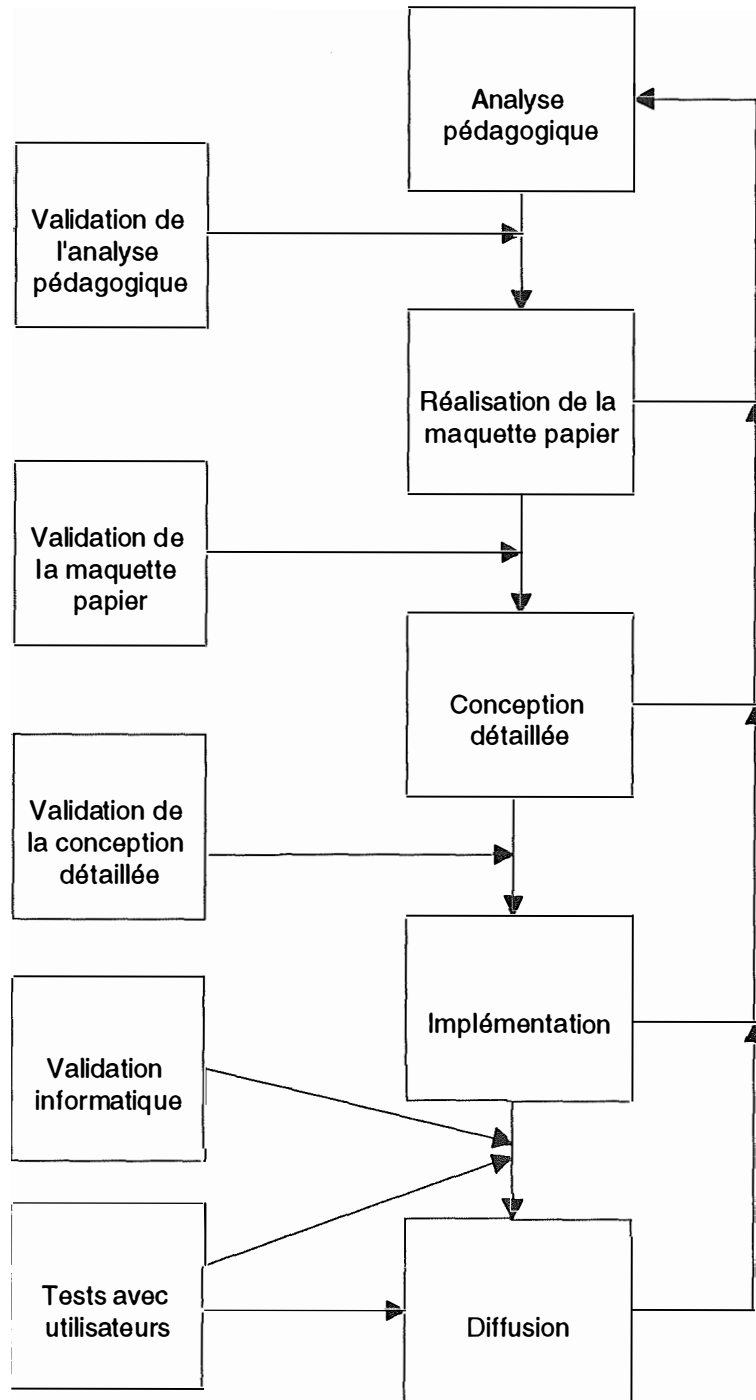 Analyse
pédagogique
Validation de
l'analyse
pédagogique
Réalisation de la
maquette papier
Validation de
la maquette
papier
Conception
détaillée
Validation de
la conception
détaillée
Implémentation
Validation
informatique
Tests avec
utilisateurs
Diffusion